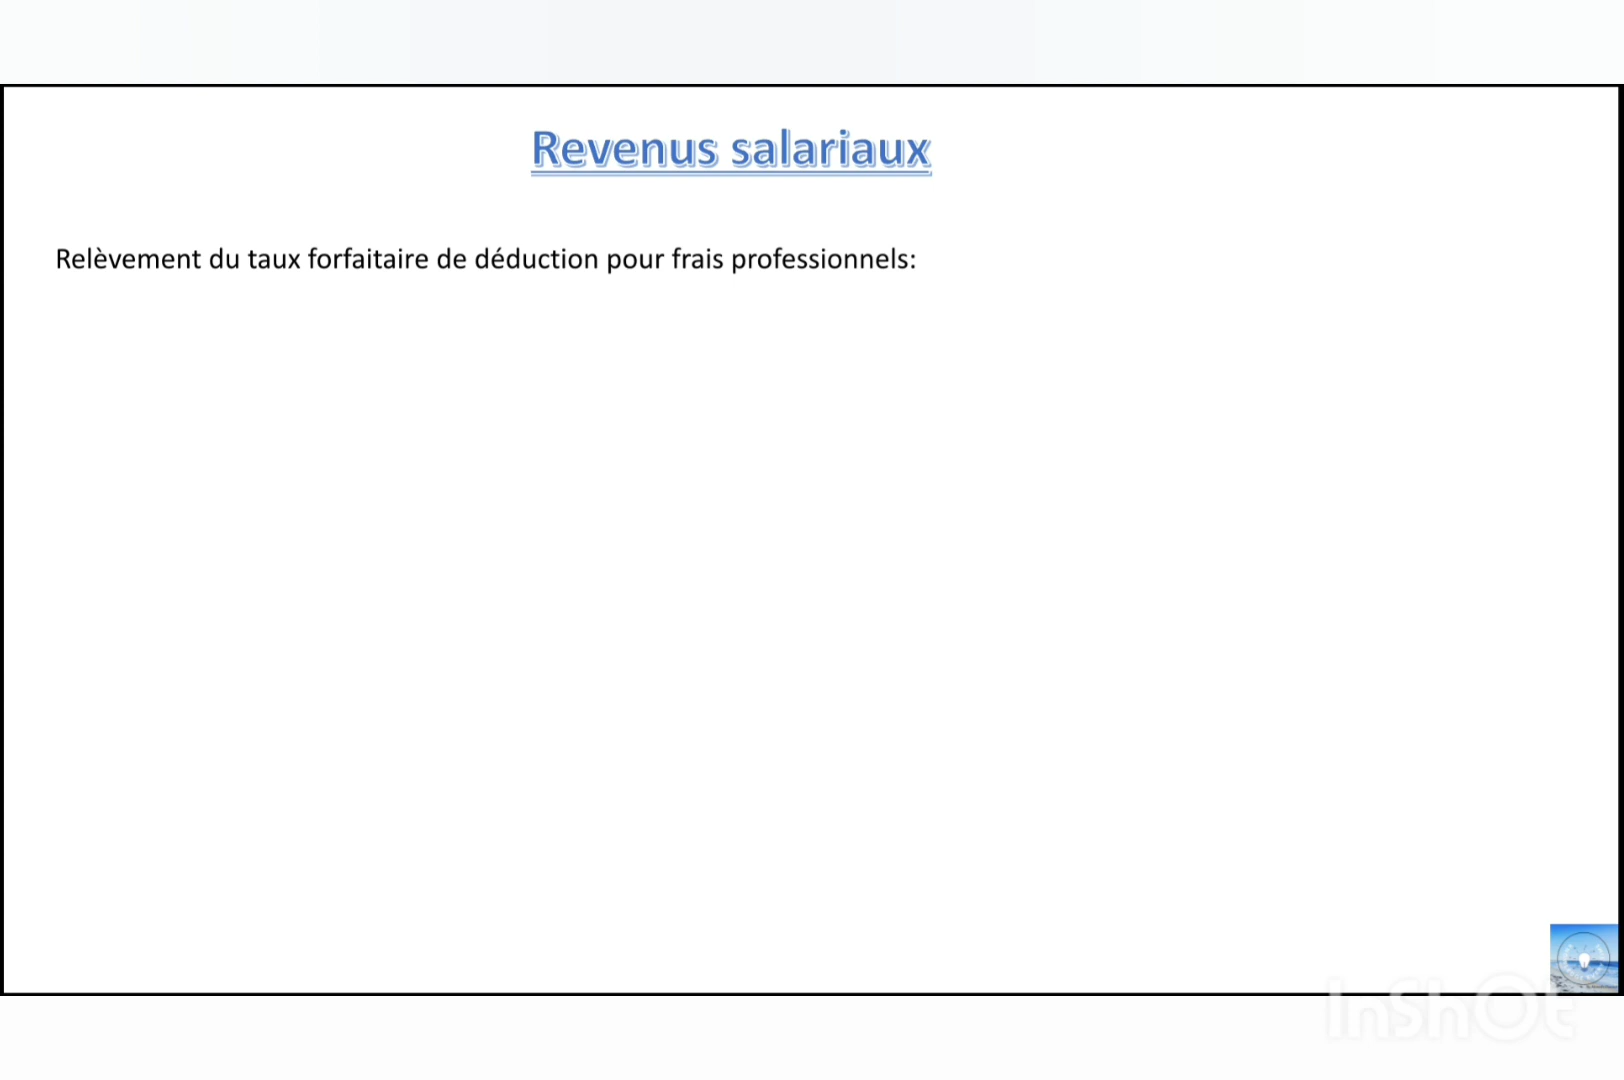 Revenus salariaux
Relèvement du taux forfaitaire de déduction pour frais professionnels:
InShOt